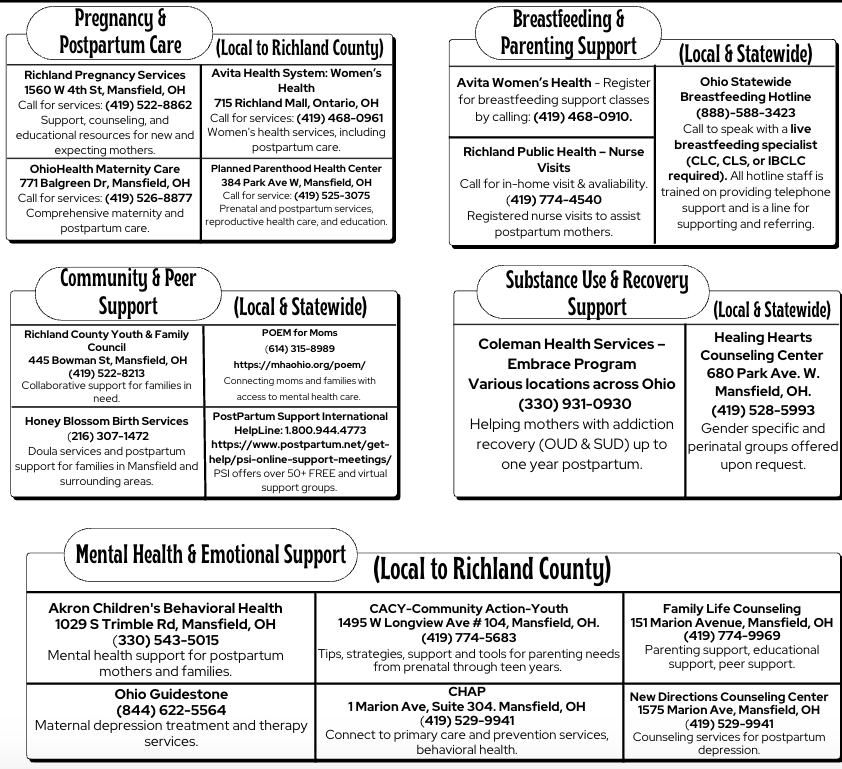 Pregnancy &
Postpartum Care
(Local to Richland County)
Richland Pregnancy Services
1560 W 4th St, Mansfield, OH
Call for services: (419) 522-8862
Support, counseling, and
educational resources for new and
expecting mothers.
Avita Health System: Women's
Health
715 Richland Mall, Ontario, OH
Call for services: (419) 468-0961
Women's health services, including
postpartum care.
OhioHealth Maternity Care
771 Balgreen Dr, Mansfield, OH
Call for services: (419) 526-8877
Comprehensive maternity and
postpartum care.
Planned Parenthood Health Center
384 Park Ave W, Mansfield, OH
Call for service: (419) 525-3075
Prenatal and postpartum services,
reproductive health care, and education.
Breastfeeding &
Parenting Support
(Local & Statewide)
Avita Women's Health - Register
for breastfeeding support classes
by calling: (419) 468-0910.
Richland Public Health – Nurse
Visits
Call for in-home visit & avaliability.
(419) 774-4540
Registered nurse visits to assist
postpartum mothers.
Ohio Statewide
Breastfeeding Hotline
(888)-588-3423
Call to speak with a live
breastfeeding specialist
(CLC, CLS, or IBCLC
required). All hotline staff is
trained on providing telephone
support and is a line for
supporting and referring.
Community & Peer
Support
(Local & Statewide)
Richland County Youth & Family
Council
445 Bowman St, Mansfield, OH
(419) 522-8213
Collaborative support for families in
need.
POEM for Moms
(614) 315-8989
https://mhaohio.org/poem/
Connecting moms and families with
access to mental health care.
Honey Blossom Birth Services
(216) 307-1472
Doula services and postpartum
support for families in Mansfield and
surrounding areas.
PostPartum Support International
HelpLine: 1.800.944.4773
https://www.postpartum.net/get-
help/psi-online-support-meetings/
PSI offers over 50+ FREE and virtual
support groups.
Substance Use & Recovery
Support
(Local & Statewide)
Coleman Health Services –
Embrace Program
Various locations across Ohio
(330) 931-0930
Helping mothers with addiction
recovery (OUD & SUD) up to
one year postpartum.
Healing Hearts
Counseling Center
680 Park Ave. W.
Mansfield, OH.
(419) 528-5993
Gender specific and
perinatal groups offered
upon request.
Mental Health & Emotional Support
(Local to Richland County)
Akron Children's Behavioral Health
1029 S Trimble Rd, Mansfield, OH
(330) 543-5015
Mental health support for postpartum
mothers and families.
CACY-Community Action-Youth
1495 W Longview Ave # 104, Mansfield, OH.
(419) 774-5683
Tips, strategies, support and tools for parenting needs
from prenatal through teen years.
Family Life Counseling
151 Marion Avenue, Mansfield, OH
(419) 774-9969
Parenting support, educational
support, peer support.
Ohio Guidestone
(844) 622-5564
Maternal depression treatment and therapy
services.
CHAP
1 Marion Ave, Suite 304. Mansfield, OH
(419) 529-9941
Connect to primary care and prevention services,
behavioral health.
New Directions Counseling Center
1575 Marion Ave, Mansfield, OH
(419) 529-9941
Counseling services for postpartum
depression.